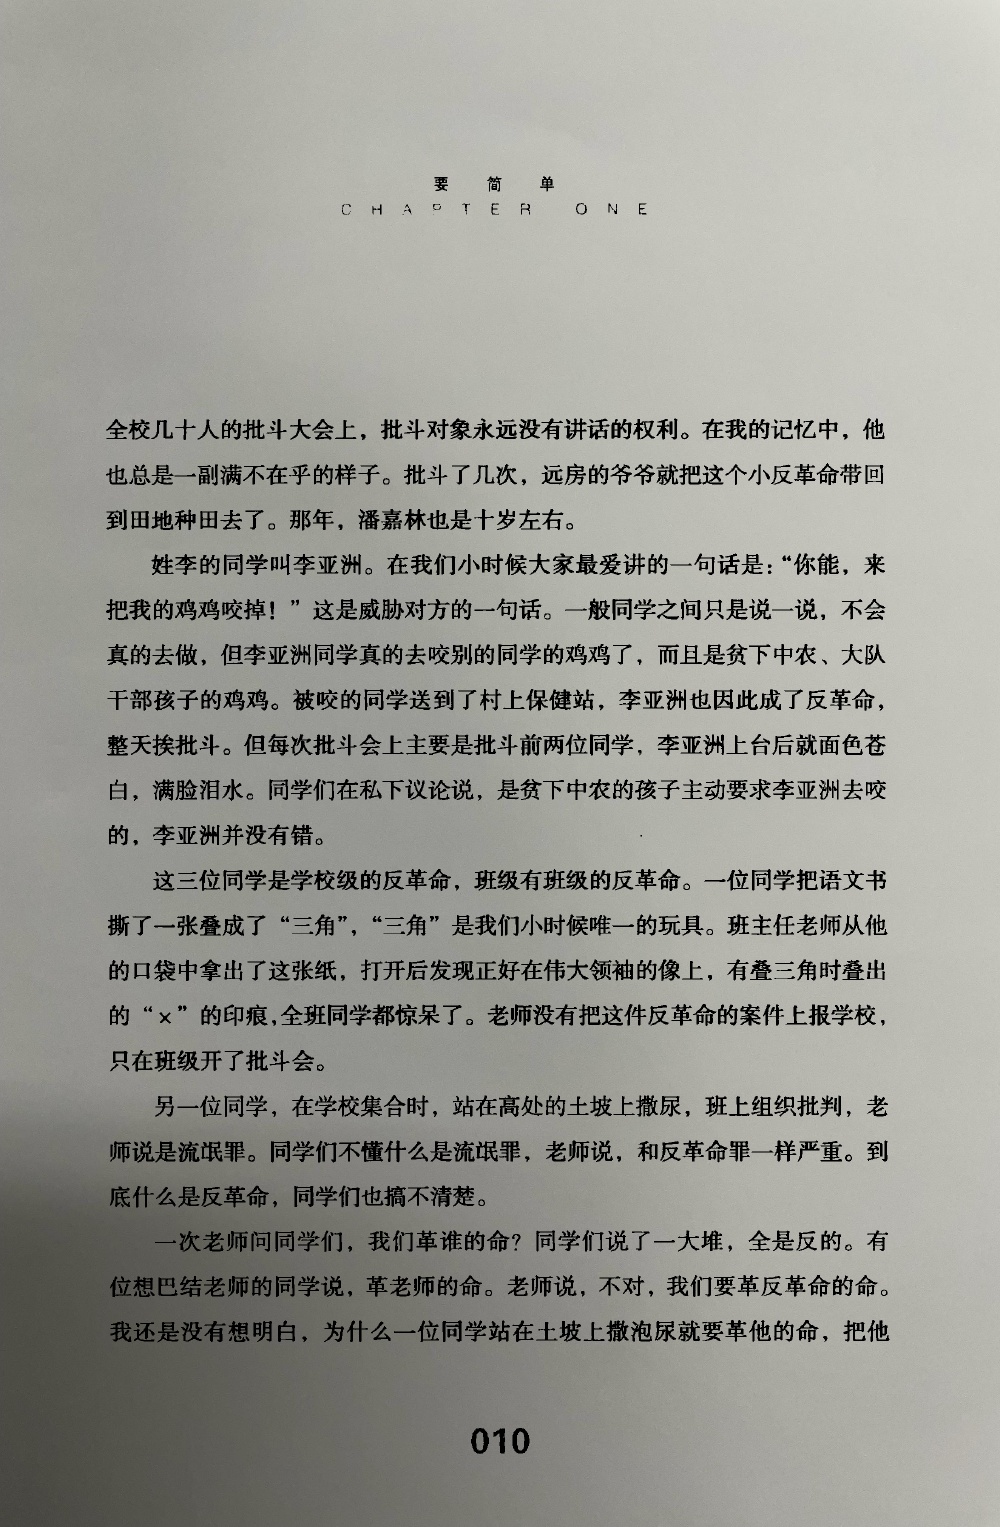 要简单
CHAPTER ONE
全校几十人的批斗大会上，批斗对象永远没有讲话的权利。在我的记忆中，他
也总是一副满不在乎的样子。批斗了几次，远房的爷爷就把这个小反革命带回
到田地种田去了。那年，潘嘉林也是十岁左右。
姓李的同学叫李亚洲。在我们小时候大家最爱讲的一句话是：“你能，来
把我的鸡鸡咬掉！”这是威胁对方的一句话。一般同学之间只是说一说，不会
真的去做，但李亚洲同学真的去咬别的同学的鸡鸡了，而且是贫下中农、大队
干部孩子的鸡鸡。被咬的同学送到了村上保健站，李亚洲也因此成了反革命，
整天挨批斗。但每次批斗会上主要是批斗前两位同学，李亚洲上台后就面色苍
白，满脸泪水。同学们在私下议论说，是贫下中农的孩子主动要求李亚洲去咬
的，李亚洲并没有错。
这三位同学是学校级的反革命，班级有班级的反革命。一位同学把语文书
撕了一张叠成了“三角”，“三角”是我们小时候唯一的玩具。班主任老师从他
的口袋中拿出了这张纸，打开后发现正好在伟大领袖的像上，有叠三角时叠出
的“×”的印痕，全班同学都惊呆了。老师没有把这件反革命的案件上报学校，
只在班级开了批斗会。
另一位同学，在学校集合时，站在高处的土坡上撒尿，班上组织批判，老
师说是流氓罪。同学们不懂什么是流氓罪，老师说，和反革命罪一样严重。到
底什么是反革命，同学们也搞不清楚。
一次老师问同学们，我们革谁的命？同学们说了一大堆，全是反的。有
位想巴结老师的同学说，革老师的命。老师说，不对，我们要革反革命的命。
我还是没有想明白，为什么一位同学站在土坡上撒泡尿就要革他的命，把他
010